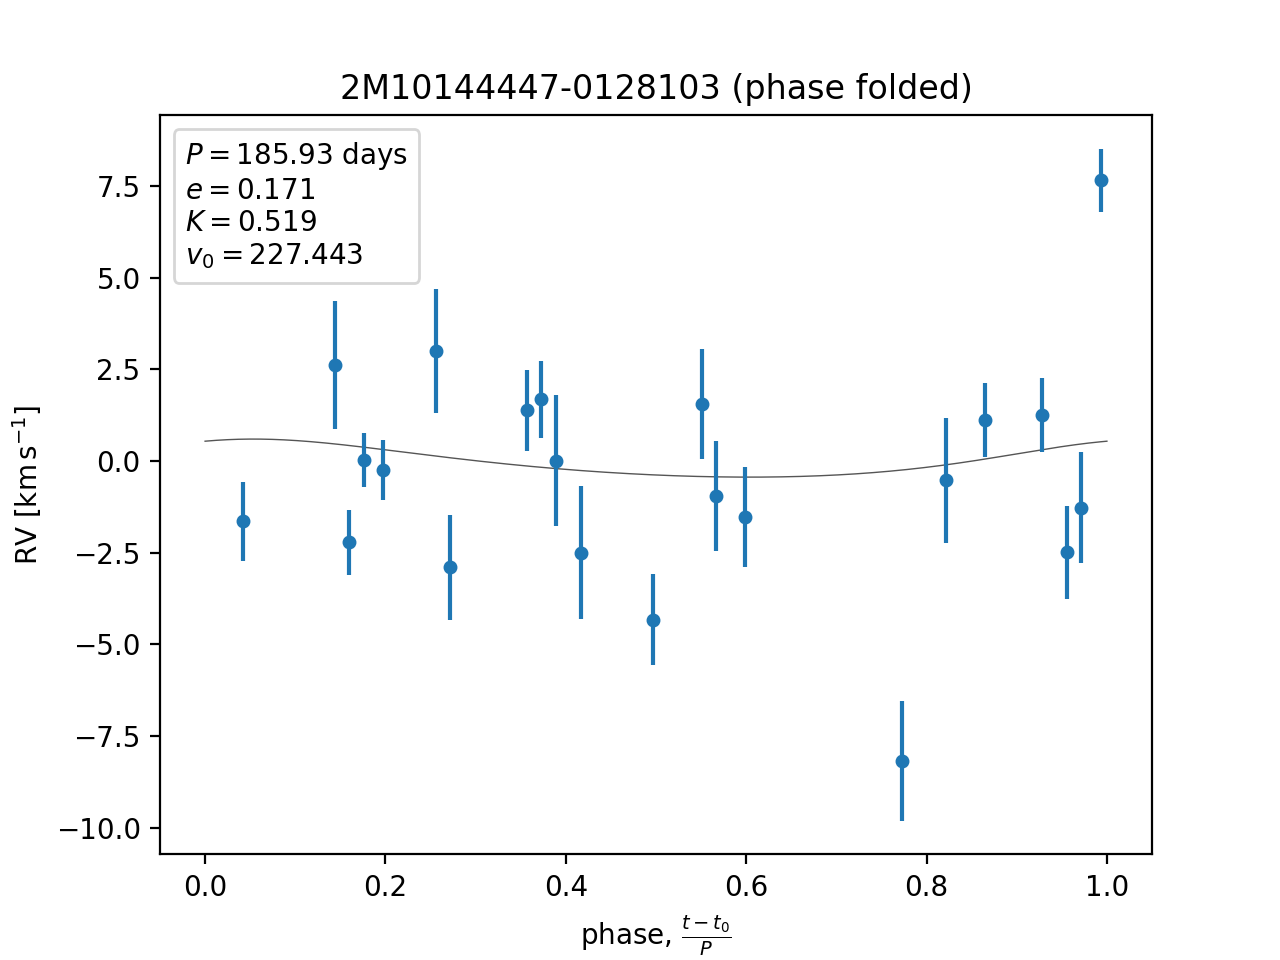 2M10144447-0128103 (phase folded)
P = 185.93 days
e = 0.171
K = 0.519
v₀ = 227.443
RV [km s⁻¹]
7.5
5.0
2.5
0.0
−2.5
−5.0
−7.5
−10.0
0.0 0.2 0.4 0.6 0.8 1.0
phase, (t − t₀)/P